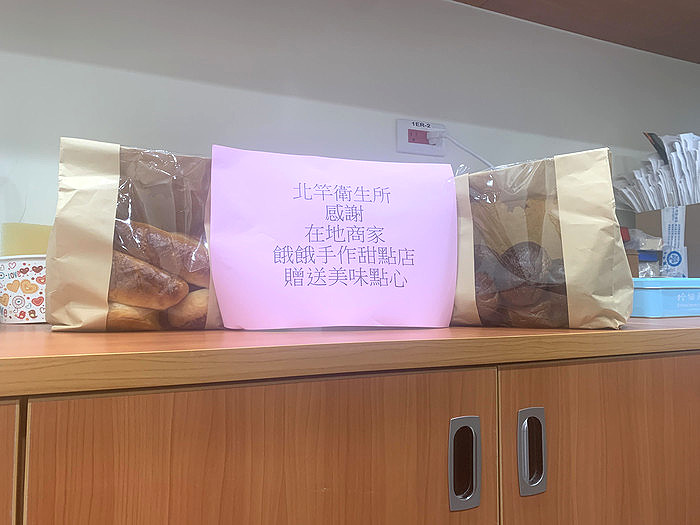 1ER-2
北竿衛生所
感謝
在地商家
餓餓手作甜點店
贈送美味點心